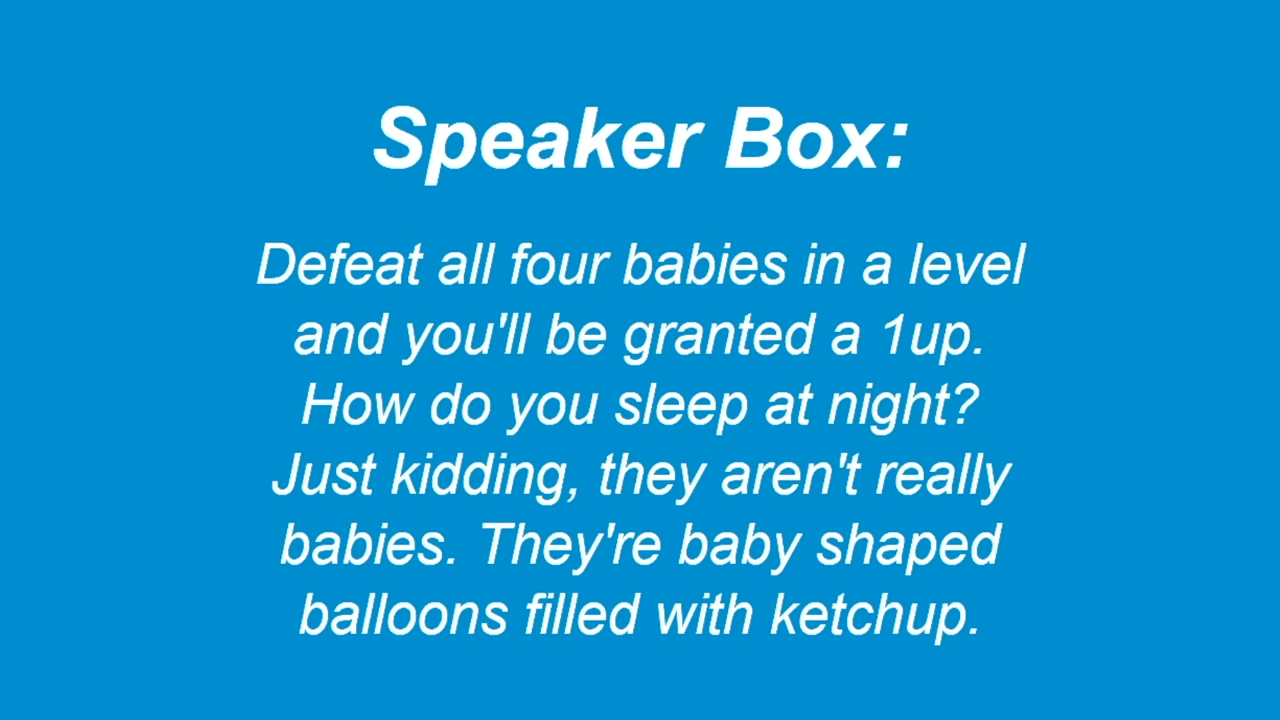 Speaker Box:
Defeat all four babies in a level
and you'll be granted a 1up.
How do you sleep at night?
Just kidding, they aren't really
babies. They're baby shaped
balloons filled with ketchup.